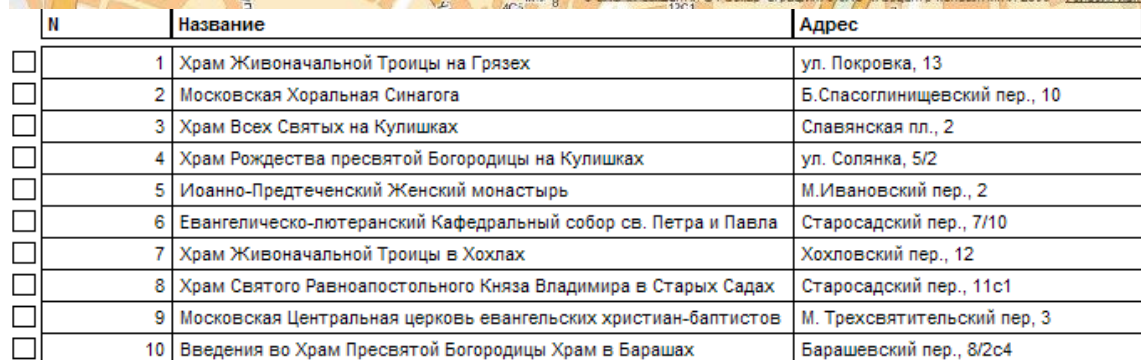 N Название Адрес
1 Храм Живоначальной Троицы на Грязех ул. Покровка, 13
2 Московская Хоральная Синагога Б.Спасоглинищевский пер., 10
3 Храм Всех Святых на Кулишках Славянская пл., 2
4 Храм Рождества пресвятой Богородицы на Кулишках ул. Солянка, 5/2
5 Иоанно-Предтеченский Женский монастырь М.Ивановский пер., 2
6 Евангелическо-лютеранский Кафедральный собор св. Петра и Павла Старосадский пер., 7/10
7 Храм Живоначальной Троицы в Хохлах Хохловский пер., 12
8 Храм Святого Равноапостольного Княза Владимира в Старых Садах Старосадский пер., 11с1
9 Московская Центральная церковь евангельских христиан-баптистов М. Трехсвятительский пер, 3
10 Введения во Храм Пресвятой Богородицы Храм в Барашах Барашевский пер., 8/2с4